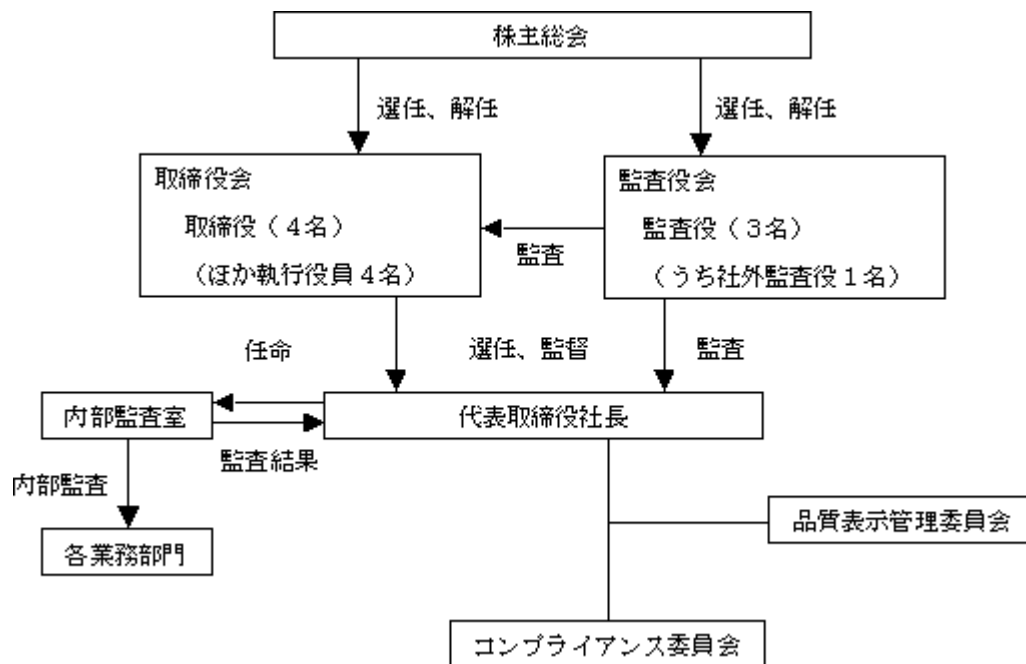 株主総会
選任、解任
選任、解任
取締役会
取締役（４名）
（ほか執行役員４名）
監査
監査役会
監査役（３名）
（うち社外監査役１名）
任命
選任、監督
監査
内部監査室
代表取締役社長
監査結果
内部監査
各業務部門
品質表示管理委員会
コンプライアンス委員会